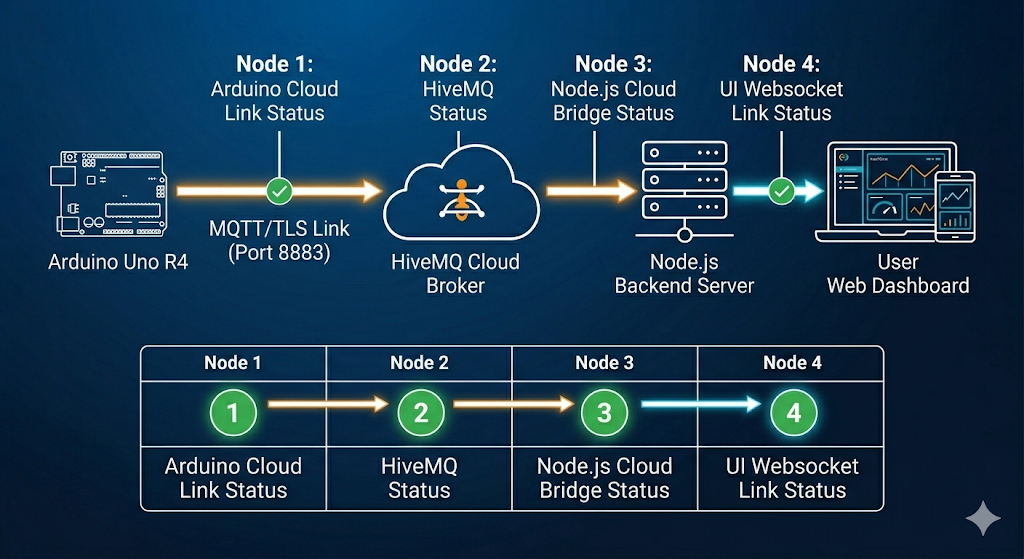 Node 1:
Arduino Cloud
Link Status
Node 2:
HiveMQ
Status
Node 3:
Node.js Cloud
Bridge Status
Node 4:
UI Websocket
Link Status
MQTT/TLS Link
(Port 8883)
Arduino Uno R4
HiveMQ Cloud
Broker
Node.js
Backend Server
User
Web Dashboard
Node 1
Node 2
Node 3
Node 4
1
2
3
4
Arduino Cloud
Link Status
HiveMQ
Status
Node.js Cloud
Bridge Status
UI Websocket
Link Status